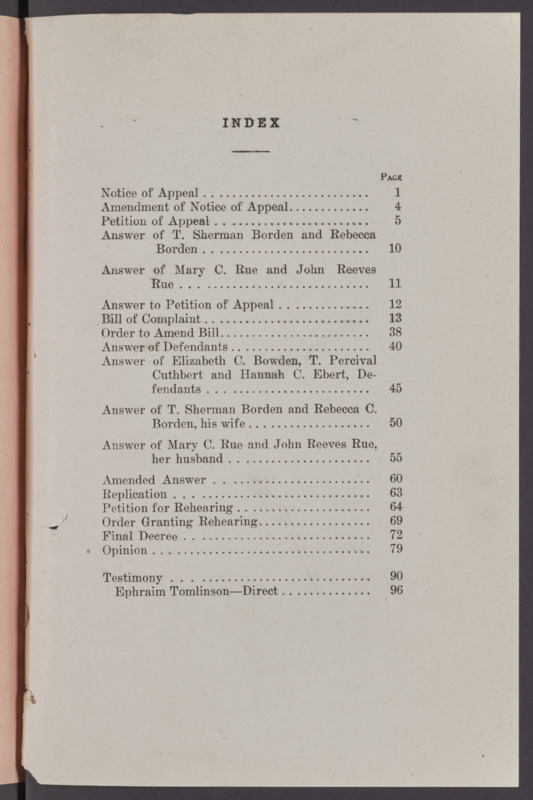 INDEX
PAGE
Notice of Appeal ........................ 1
Amendment of Notice of Appeal............. 4
Petition of Appeal ...................... 5
Answer of T. Sherman Borden and Rebecca
Borden ........................ 10
Answer of Mary C. Rue and John Reeves
Rue ........................... 11
Answer to Petition of Appeal ............. 12
Bill of Complaint ........................ 13
Order to Amend Bill...................... 38
Answer of Defendants .................... 40
Answer of Elizabeth C. Bowden, T. Percival
Cuthbert and Hannah C. Ebert, De-
fendants ........................ 45
Answer of T. Sherman Borden and Rebecca C.
Borden, his wife .................. 50
Answer of Mary C. Rue and John Reeves Rue,
her husband .................... 55
Amended Answer ....................... 60
Replication ............................ 63
Petition for Rehearing ................... 64
Order Granting Rehearing................ 69
Final Decree ........................... 72
Opinion ............................... 79
Testimony ............................. 90
Ephraim Tomlinson—Direct ............. 96